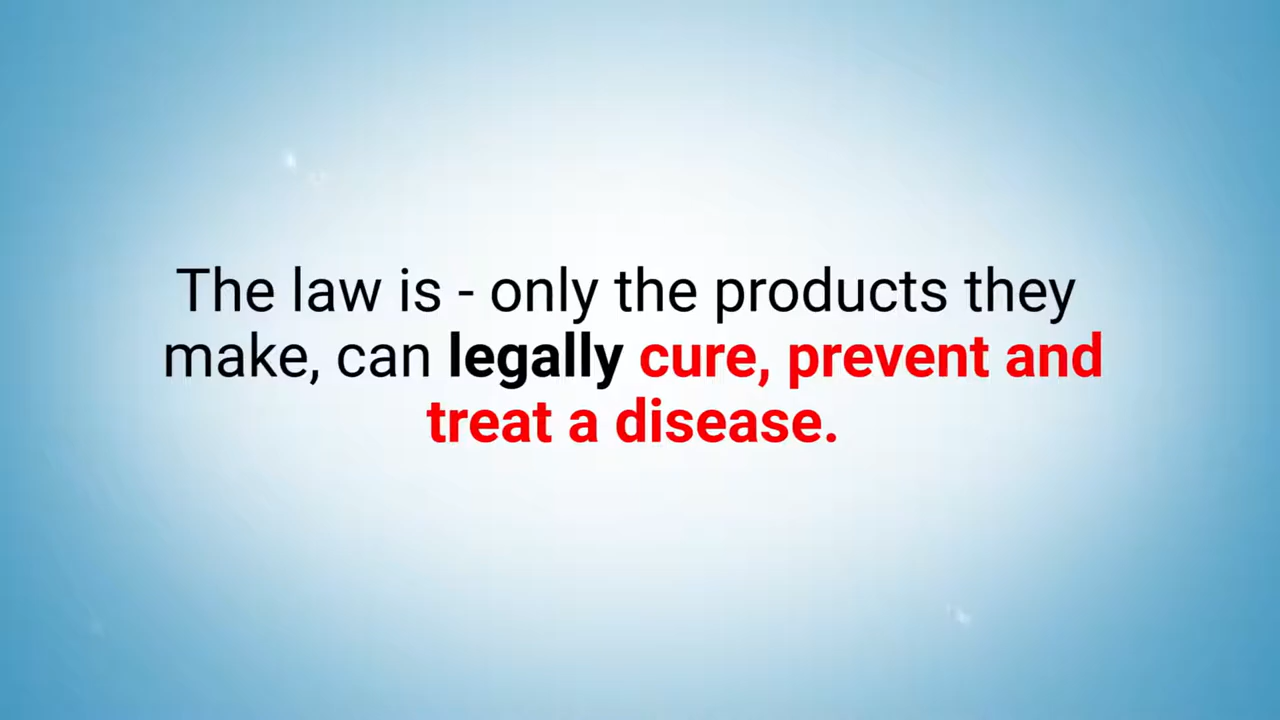 The law is - only the products they
make, can legally cure, prevent and
treat a disease.